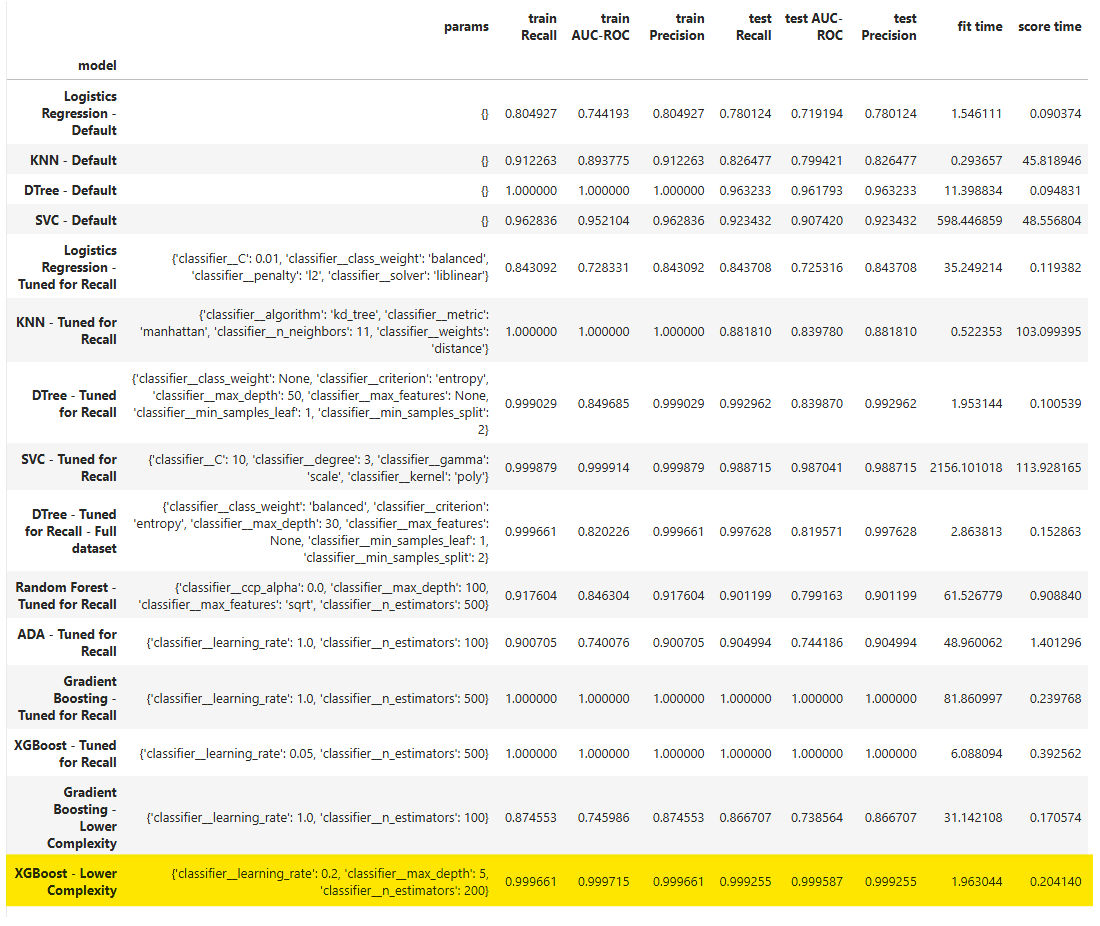 params train Recall train AUC-ROC train Precision test Recall test AUC-ROC test Precision fit time score time
model
Logistics Regression - Default {} 0.804927 0.744193 0.804927 0.780124 0.719194 0.780124 1.546111 0.090374
KNN - Default {} 0.912263 0.893775 0.912263 0.826477 0.799421 0.826477 0.293657 45.818946
DTree - Default {} 1.000000 1.000000 1.000000 0.963233 0.961793 0.963233 11.398834 0.094831
SVC - Default {} 0.962836 0.952104 0.962836 0.923432 0.907420 0.923432 598.446859 48.556804
Logistics Regression - Tuned for Recall {'classifier__C': 0.01, 'classifier__class_weight': 'balanced', 'classifier__penalty': 'l2', 'classifier__solver': 'liblinear'} 0.843092 0.728331 0.843092 0.843708 0.725316 0.843708 35.249214 0.119382
KNN - Tuned for Recall {'classifier__algorithm': 'kd_tree', 'classifier__metric': 'manhattan', 'classifier__n_neighbors': 11, 'classifier__weights': 'distance'} 1.000000 1.000000 1.000000 0.881810 0.839780 0.881810 0.522353 103.099395
DTree - Tuned for Recall {'classifier__class_weight': None, 'classifier__criterion': 'entropy', 'classifier__max_depth': 50, 'classifier__max_features': None, 'classifier__min_samples_leaf': 1, 'classifier__min_samples_split': 2} 0.999029 0.849685 0.999029 0.992962 0.839870 0.992962 1.953144 0.100539
SVC - Tuned for Recall {'classifier__C': 10, 'classifier__degree': 3, 'classifier__gamma': 'scale', 'classifier__kernel': 'poly'} 0.999879 0.999914 0.999879 0.988715 0.987041 0.988715 2156.101018 113.928165
DTree - Tuned for Recall - Full dataset {'classifier__class_weight': 'balanced', 'classifier__criterion': 'entropy', 'classifier__max_depth': 30, 'classifier__max_features': None, 'classifier__min_samples_leaf': 1, 'classifier__min_samples_split': 2} 0.999661 0.820226 0.999661 0.997628 0.819571 0.997628 2.863813 0.152863
Random Forest - Tuned for Recall {'classifier__ccp_alpha': 0.0, 'classifier__max_depth': 100, 'classifier__max_features': 'sqrt', 'classifier__n_estimators': 500} 0.917604 0.846304 0.917604 0.901199 0.799163 0.901199 61.526779 0.908840
ADA - Tuned for Recall {'classifier__learning_rate': 1.0, 'classifier__n_estimators': 100} 0.900705 0.740076 0.900705 0.904994 0.744186 0.904994 48.960062 1.401296
Gradient Boosting - Tuned for Recall {'classifier__learning_rate': 1.0, 'classifier__n_estimators': 500} 1.000000 1.000000 1.000000 1.000000 1.000000 1.000000 81.860997 0.239768
XGBoost - Tuned for Recall {'classifier__learning_rate': 0.05, 'classifier__n_estimators': 500} 1.000000 1.000000 1.000000 1.000000 1.000000 1.000000 6.088094 0.392562
Gradient Boosting - Lower Complexity {'classifier__learning_rate': 1.0, 'classifier__n_estimators': 100} 0.874553 0.745986 0.874553 0.866707 0.738564 0.866707 31.142108 0.170574
XGBoost - Lower Complexity {'classifier__learning_rate': 0.2, 'classifier__max_depth': 5, 'classifier__n_estimators': 200} 0.999661 0.999715 0.999661 0.999255 0.999587 0.999255 1.963044 0.204140